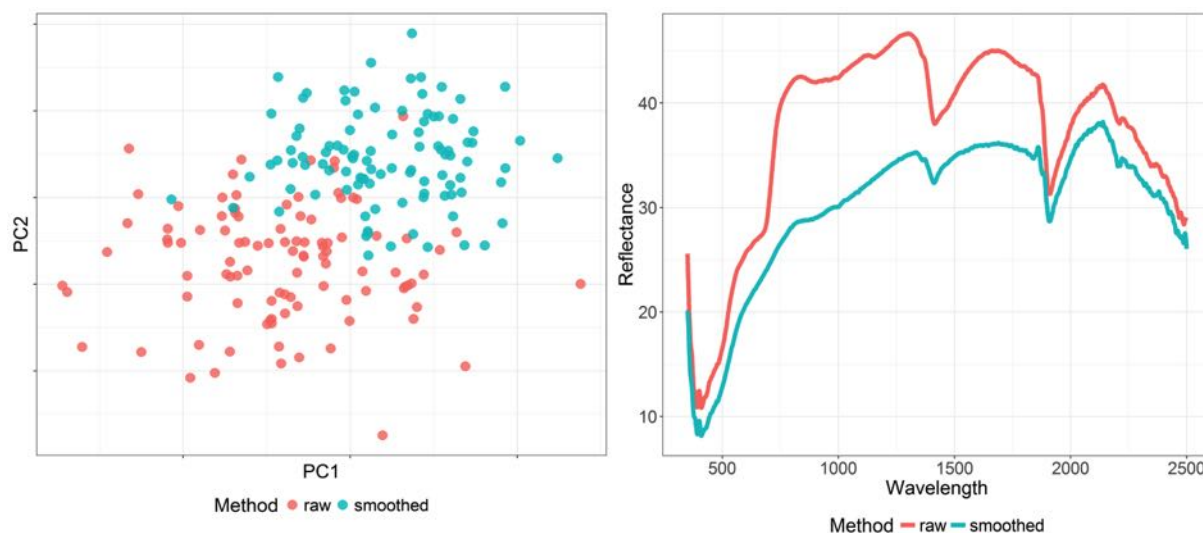 PC2
PC1
Method raw smoothed
Reflectance
40
30
20
10
500 1000 1500 2000 2500
Wavelength
Method raw smoothed